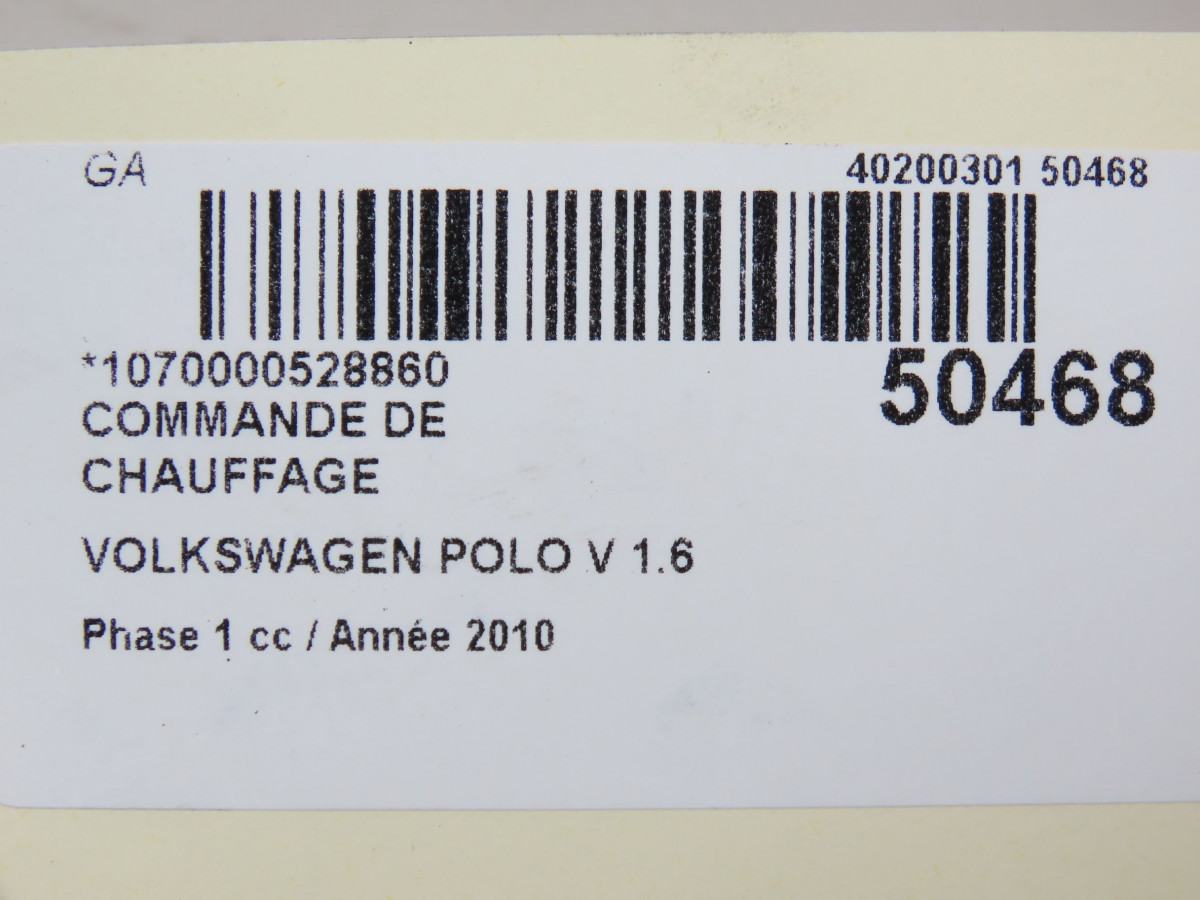 GA
40200301 50468
*1070000528860
50468
COMMANDE DE
CHAUFFAGE
VOLKSWAGEN POLO V 1.6
Phase 1 cc / Année 2010